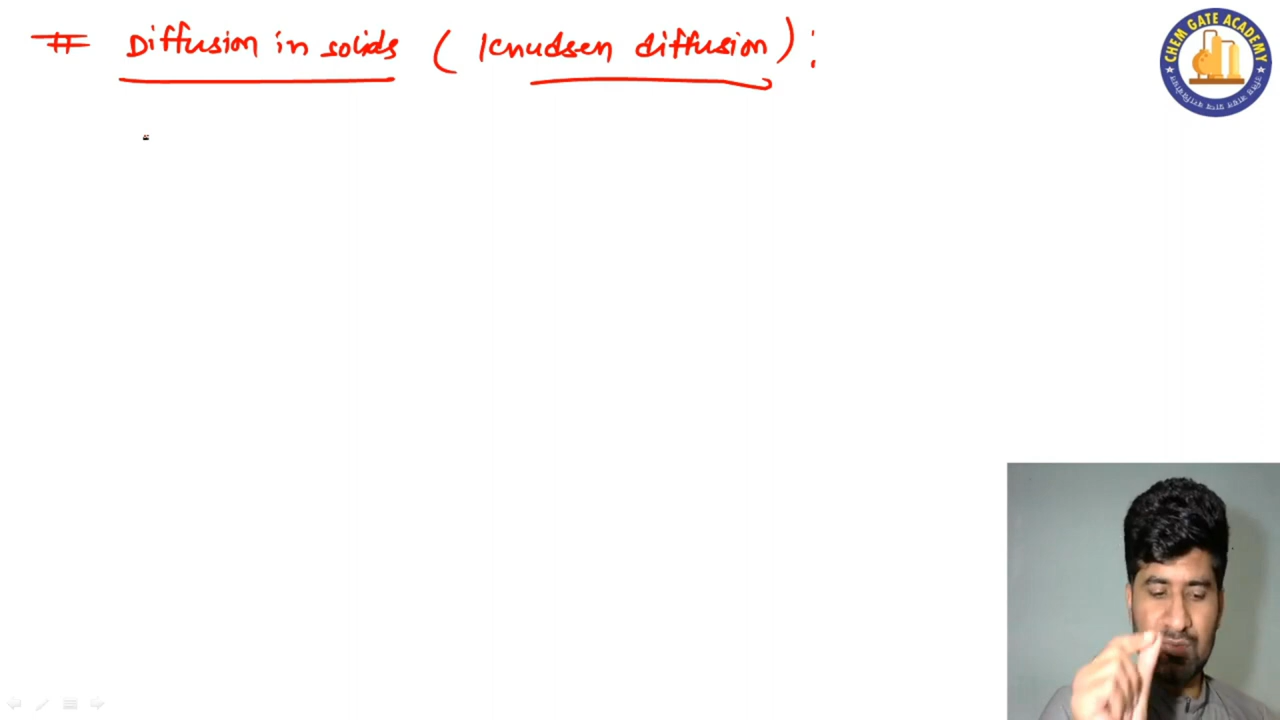 # Diffusion in solids ( Knudsen diffusion ) :
CHEM GATE ACADEMY